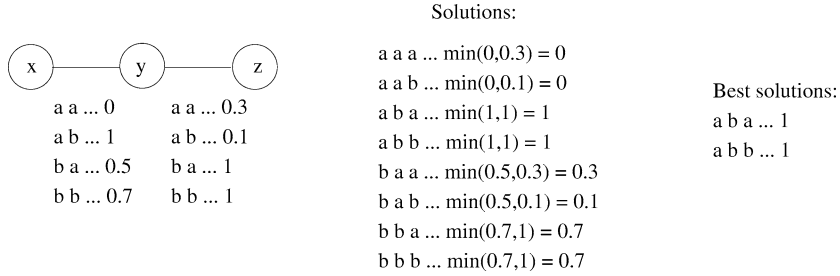 x y z
a a ... 0
a b ... 1
b a ... 0.5
b b ... 0.7
a a ... 0.3
a b ... 0.1
b a ... 1
b b ... 1
Solutions:
a a a ... min(0,0.3) = 0
a a b ... min(0,0.1) = 0
a b a ... min(1,1) = 1
a b b ... min(1,1) = 1
b a a ... min(0.5,0.3) = 0.3
b a b ... min(0.5,0.1) = 0.1
b b a ... min(0.7,1) = 0.7
b b b ... min(0.7,1) = 0.7
Best solutions:
a b a ... 1
a b b ... 1